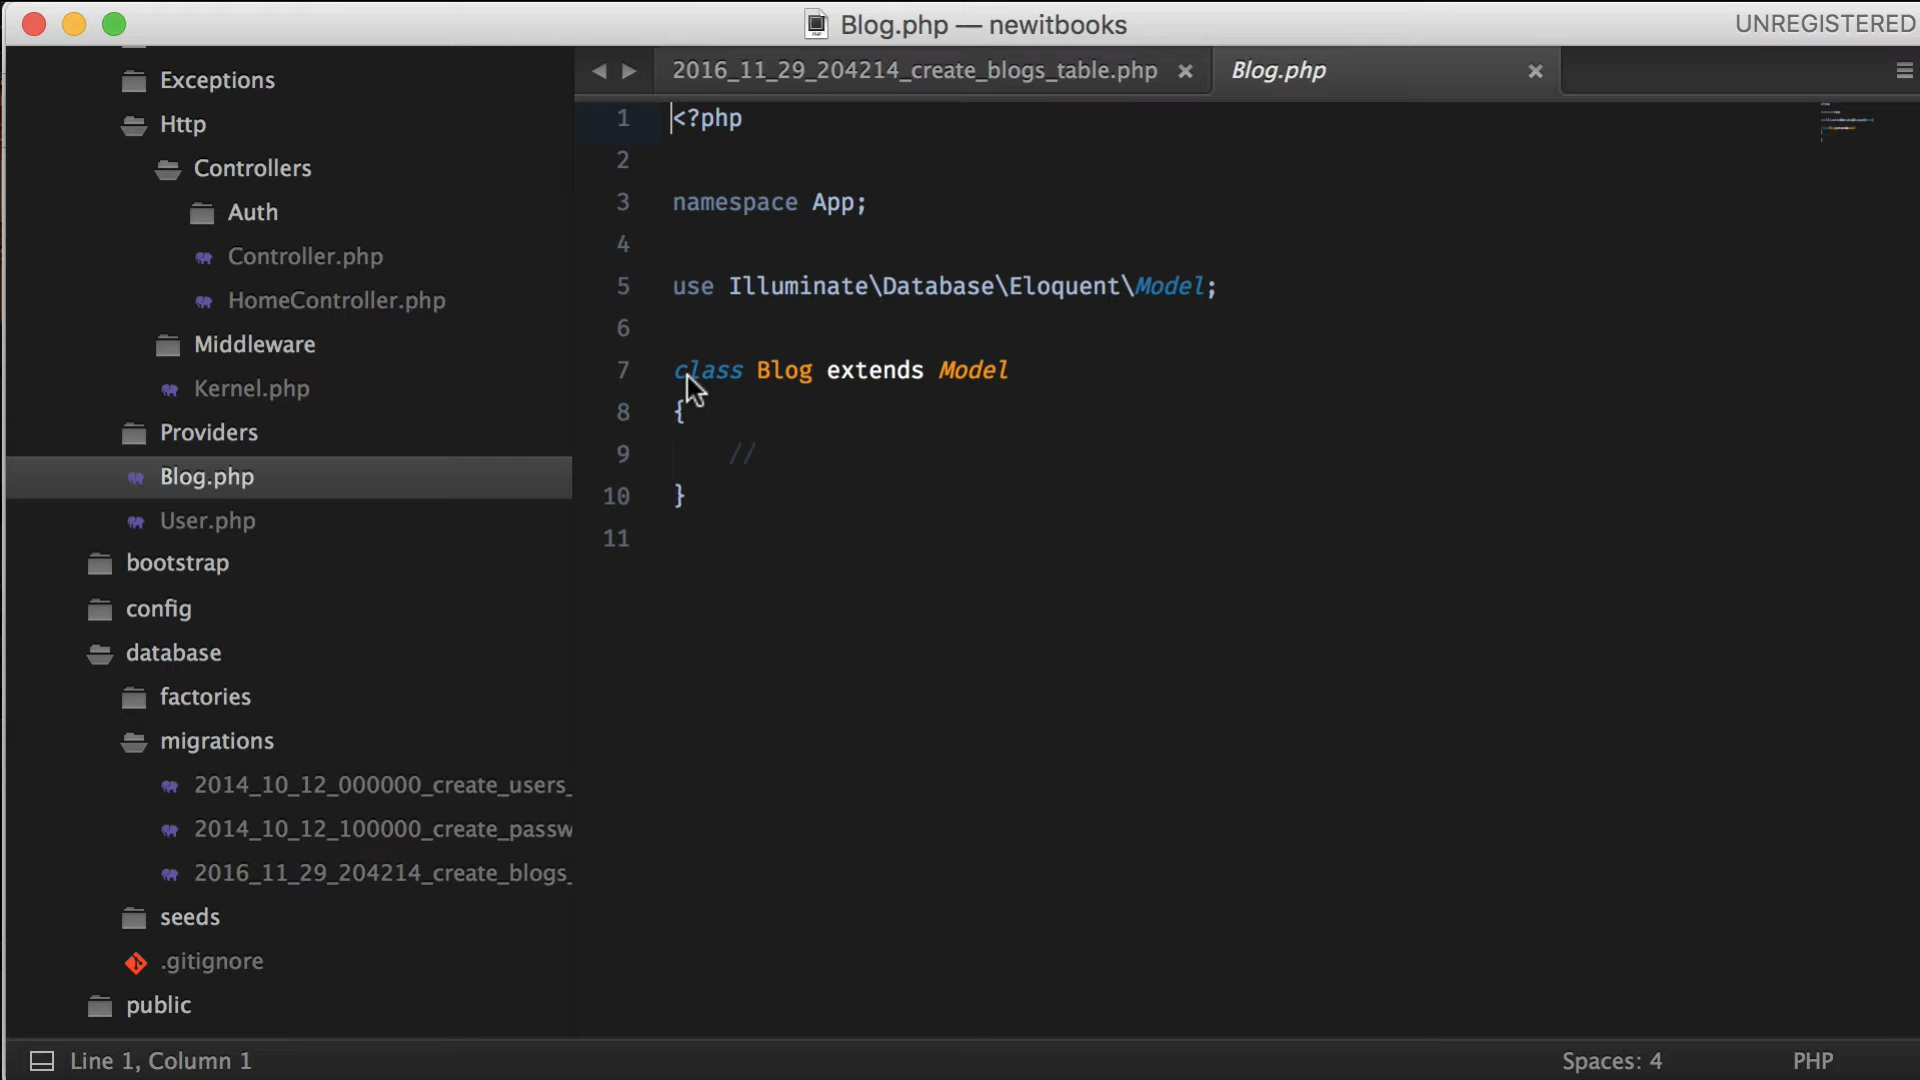 Blog.php — newitbooks
UNREGISTERED
Exceptions
Http
Controllers
Auth
Controller.php
HomeController.php
Middleware
Kernel.php
Providers
Blog.php
User.php
bootstrap
config
database
factories
migrations
2014_10_12_000000_create_users_
2014_10_12_100000_create_passw
2016_11_29_204214_create_blogs_
seeds
.gitignore
public
2016_11_29_204214_create_blogs_table.php
Blog.php
1 <?php
2
3 namespace App;
4
5 use Illuminate\Database\Eloquent\Model;
6
7 class Blog extends Model
8 {
9 //
10 }
11
Line 1, Column 1
Spaces: 4
PHP